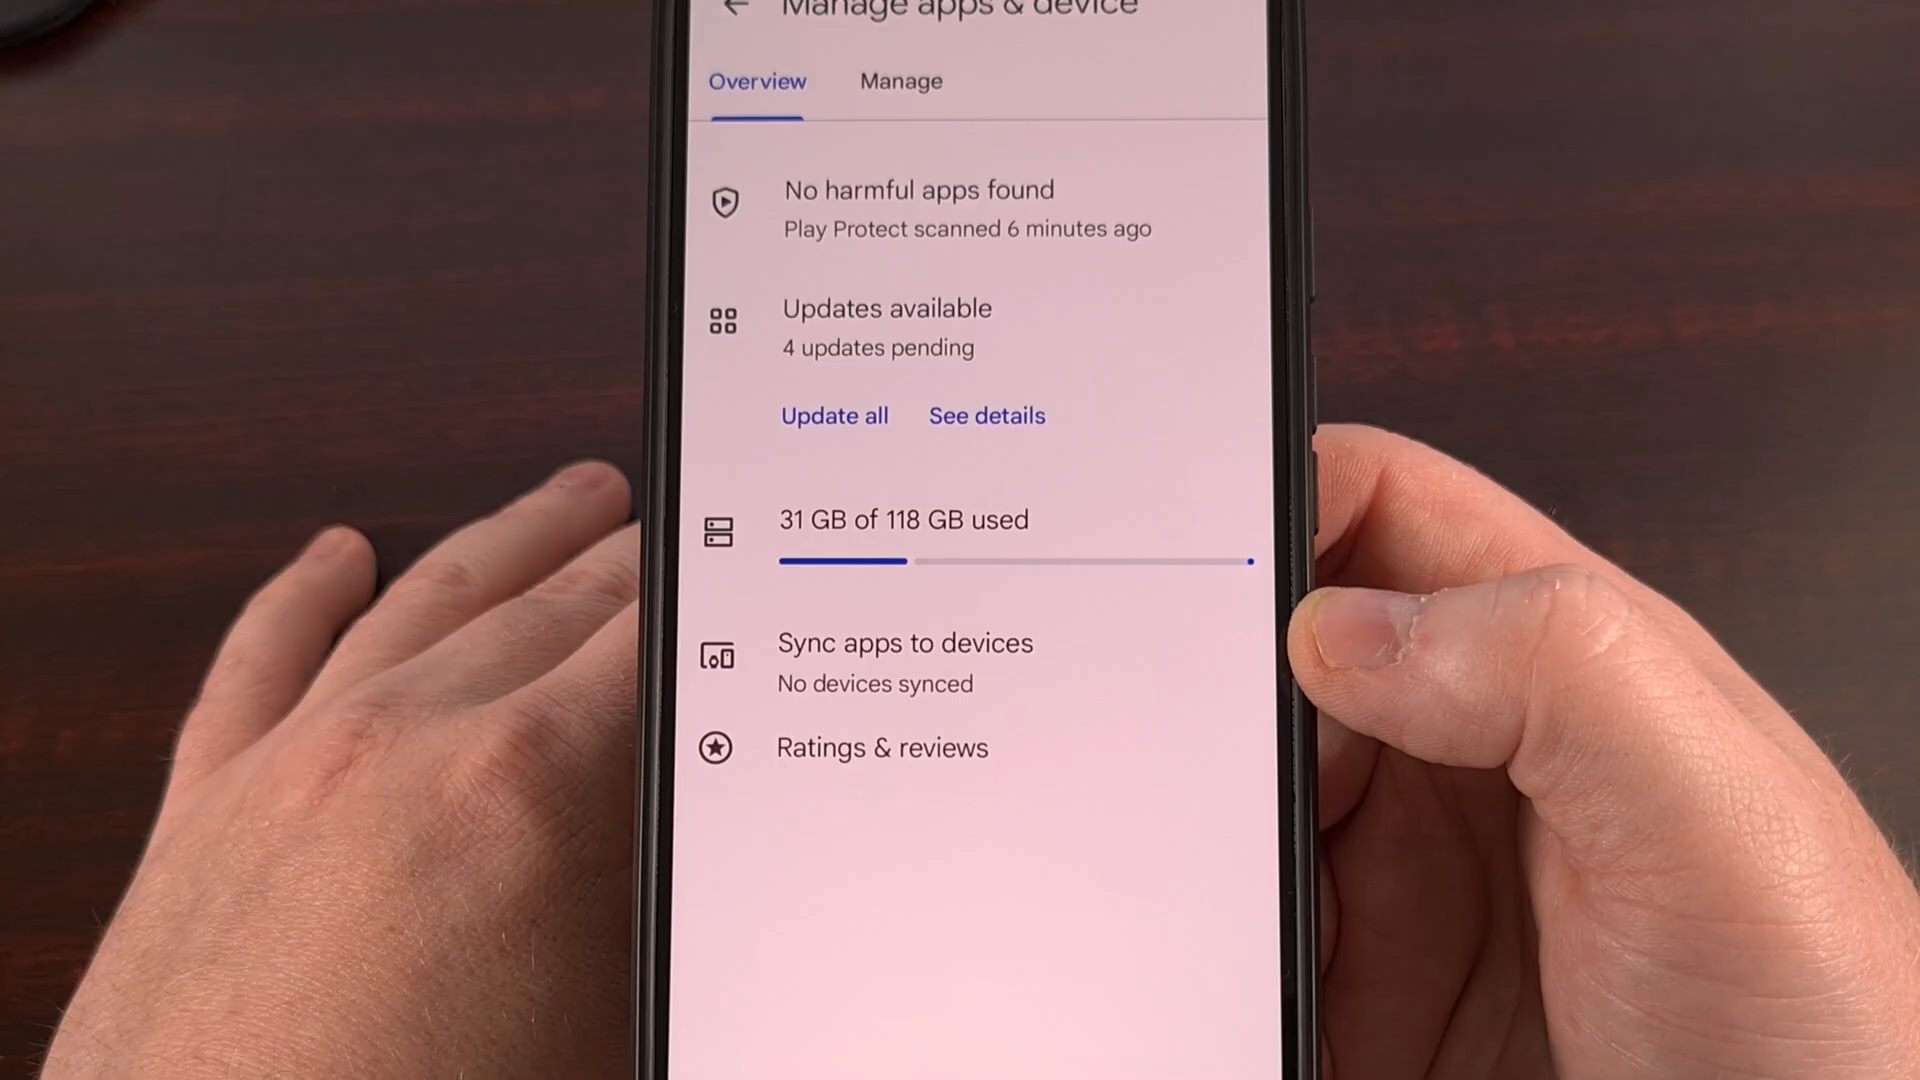 Manage apps & device
Overview
Manage
No harmful apps found
Play Protect scanned 6 minutes ago
Updates available
4 updates pending
Update all
See details
31 GB of 118 GB used
Sync apps to devices
No devices synced
Ratings & reviews